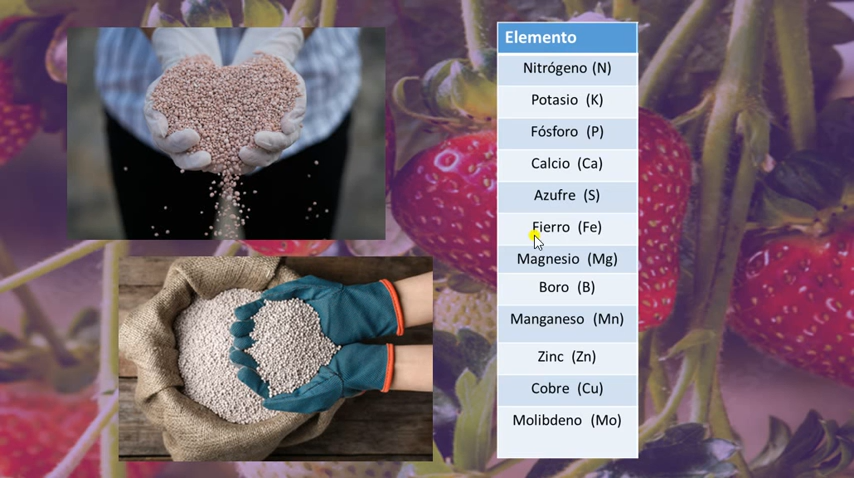 Elemento
Nitrógeno (N)
Potasio (K)
Fósforo (P)
Calcio (Ca)
Azufre (S)
Fierro (Fe)
Magnesio (Mg)
Boro (B)
Manganeso (Mn)
Zinc (Zn)
Cobre (Cu)
Molibdeno (Mo)